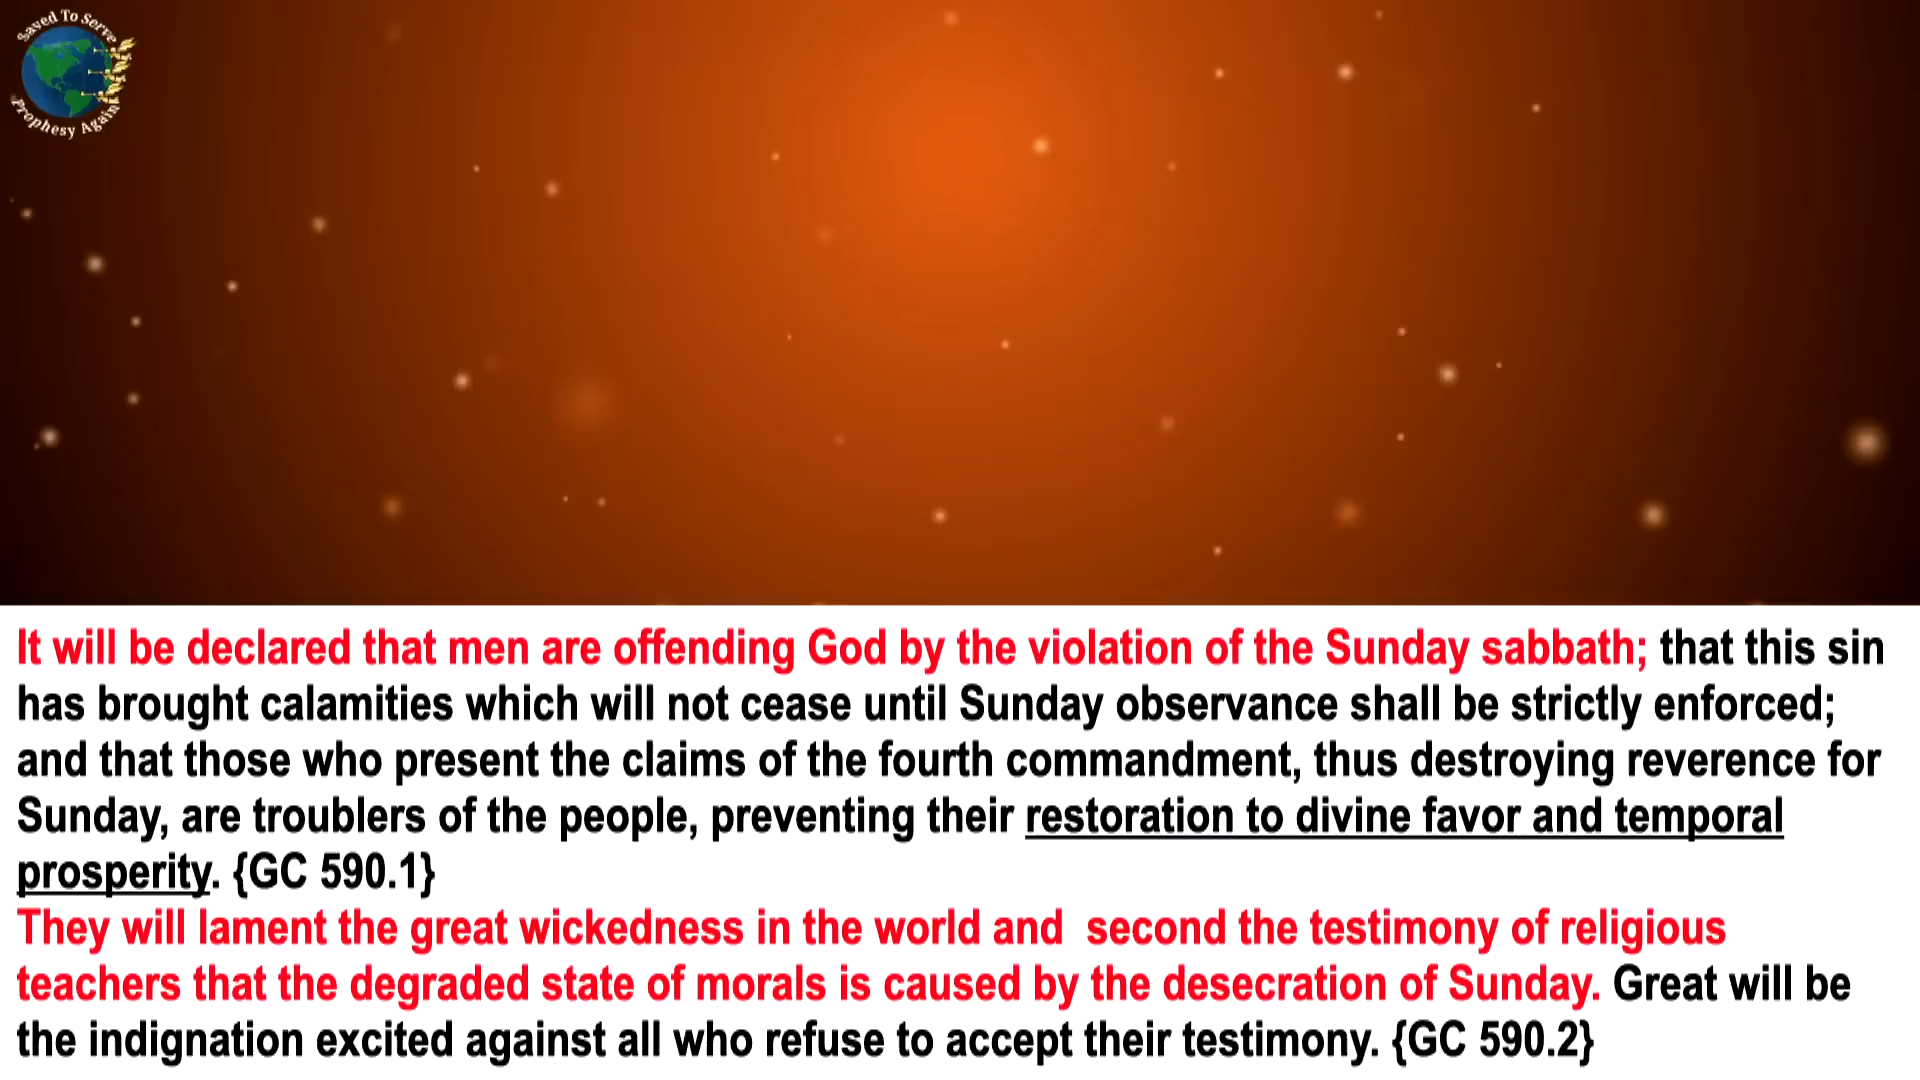 Saved To Serve
Prophesy Again
It will be declared that men are offending God by the violation of the Sunday sabbath; that this sin
has brought calamities which will not cease until Sunday observance shall be strictly enforced;
and that those who present the claims of the fourth commandment, thus destroying reverence for
Sunday, are troublers of the people, preventing their restoration to divine favor and temporal
prosperity. {GC 590.1}
They will lament the great wickedness in the world and  second the testimony of religious
teachers that the degraded state of morals is caused by the desecration of Sunday. Great will be
the indignation excited against all who refuse to accept their testimony. {GC 590.2}